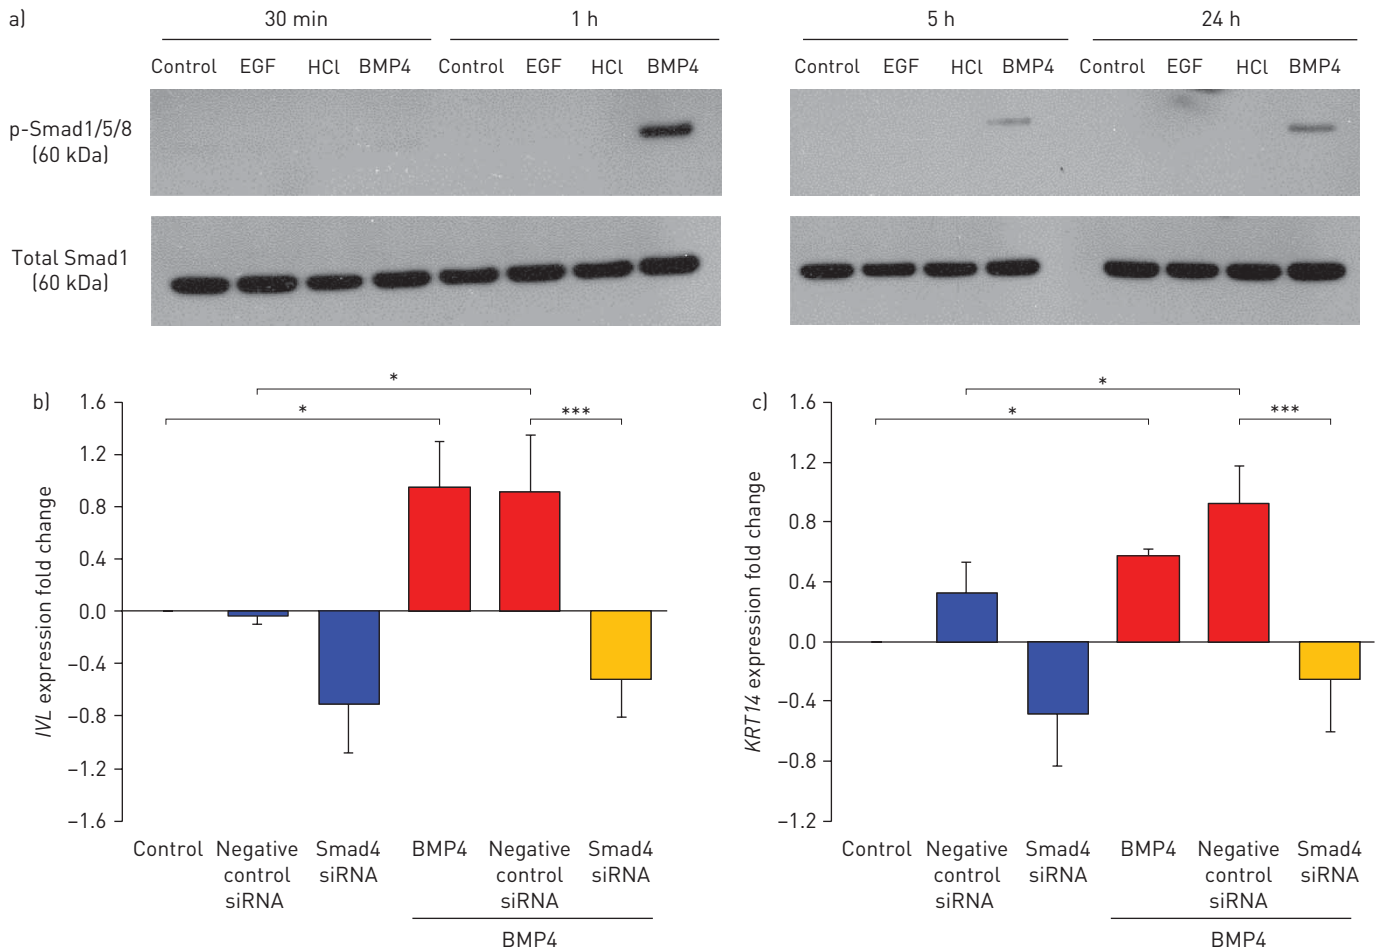 a)
30 min
1 h
5 h
24 h
Control EGF HCl BMP4 Control EGF HCl BMP4
Control EGF HCl BMP4 Control EGF HCl BMP4
p-Smad1/5/8
(60 kDa)
Total Smad1
(60 kDa)
b)
*
*
***
1.6
1.2
0.8
0.4
0.0
−0.4
−0.8
−1.2
−1.6
IVL expression fold change
Control
Negative
control
siRNA
Smad4
siRNA
BMP4
Negative
control
siRNA
Smad4
siRNA
BMP4
c)
*
*
***
1.6
1.2
0.8
0.4
0.0
−0.4
−0.8
−1.2
KRT14 expression fold change
Control
Negative
control
siRNA
Smad4
siRNA
BMP4
Negative
control
siRNA
Smad4
siRNA
BMP4